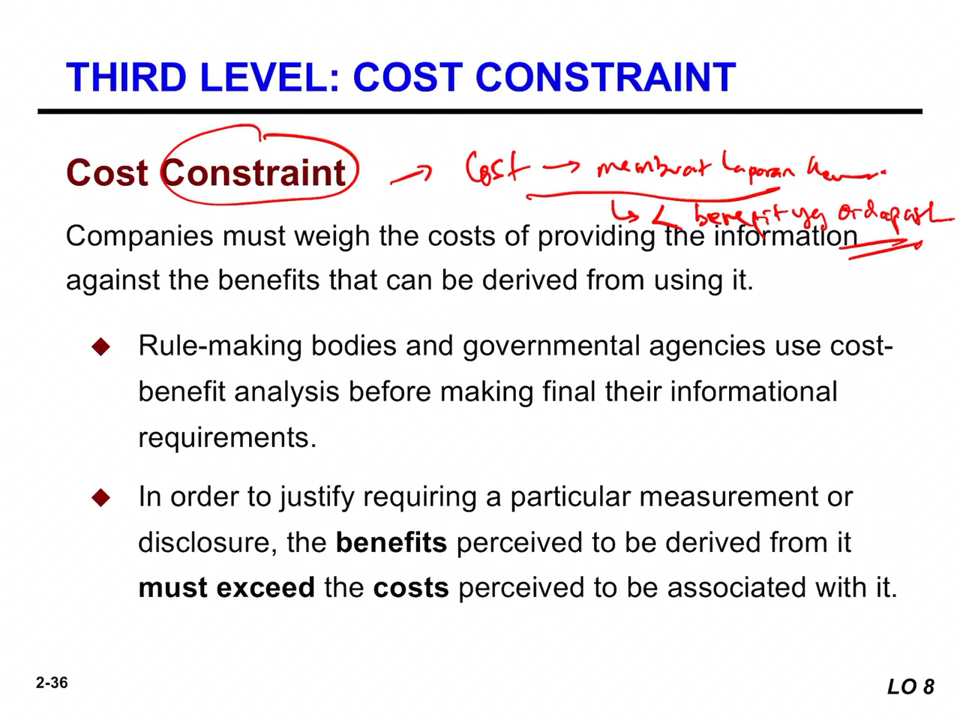 THIRD LEVEL: COST CONSTRAINT
Cost Constraint → Cost → membuat Laporan
↳ < benefit yg
Companies must weigh the costs of providing the information
against the benefits that can be derived from using it.
◆ Rule-making bodies and governmental agencies use cost-
benefit analysis before making final their informational
requirements.
◆ In order to justify requiring a particular measurement or
disclosure, the benefits perceived to be derived from it
must exceed the costs perceived to be associated with it.
2-36
LO 8